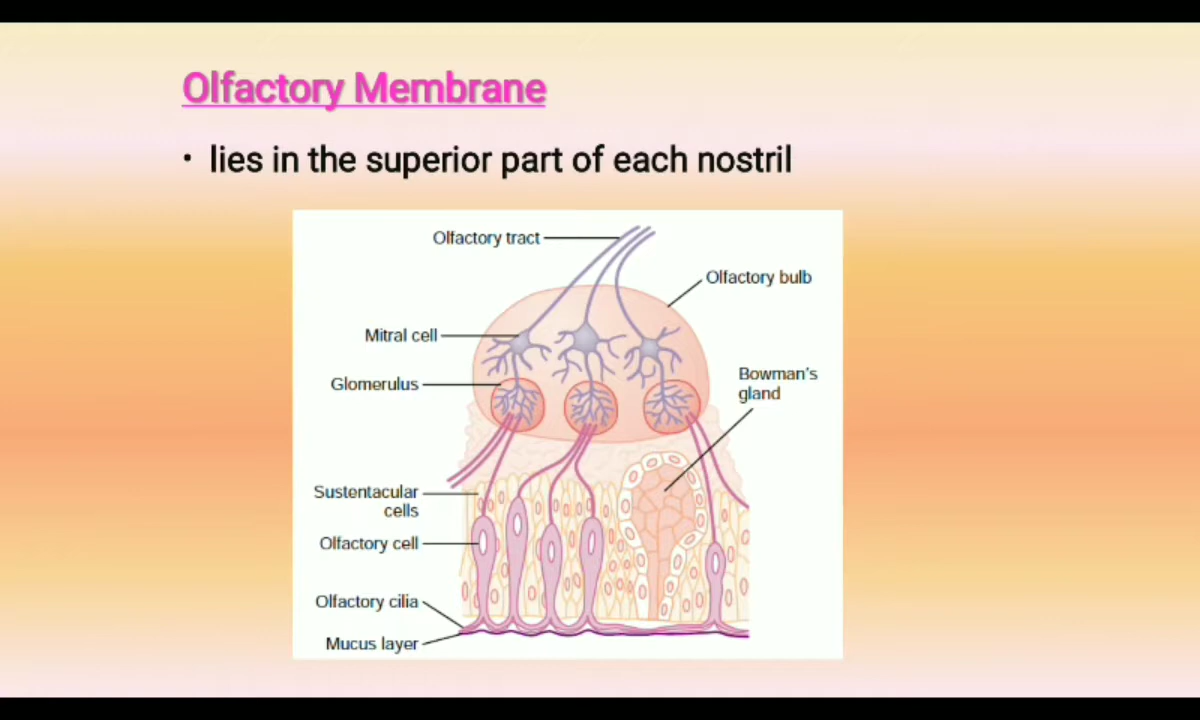 Olfactory Membrane
• lies in the superior part of each nostril
Olfactory tract
Olfactory bulb
Mitral cell
Glomerulus
Bowman's
gland
Sustentacular
cells
Olfactory cell
Olfactory cilia
Mucus layer